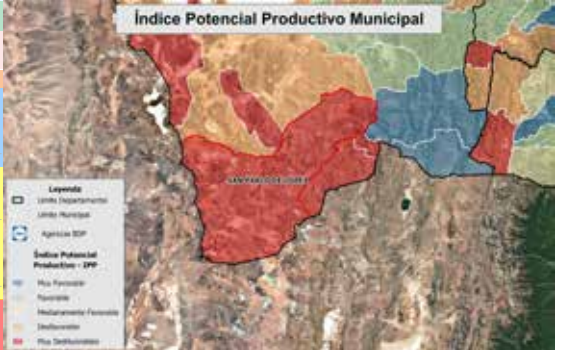 Índice Potencial Productivo Municipal
SAN PABLO DE LIPEZ
Leyenda
Límite Departamento
Límite Municipal
Agencias BDP
Índice Potencial
Productivo - IPP
Muy Favorable
Favorable
Medianamente Favorable
Desfavorable
Muy Desfavorable